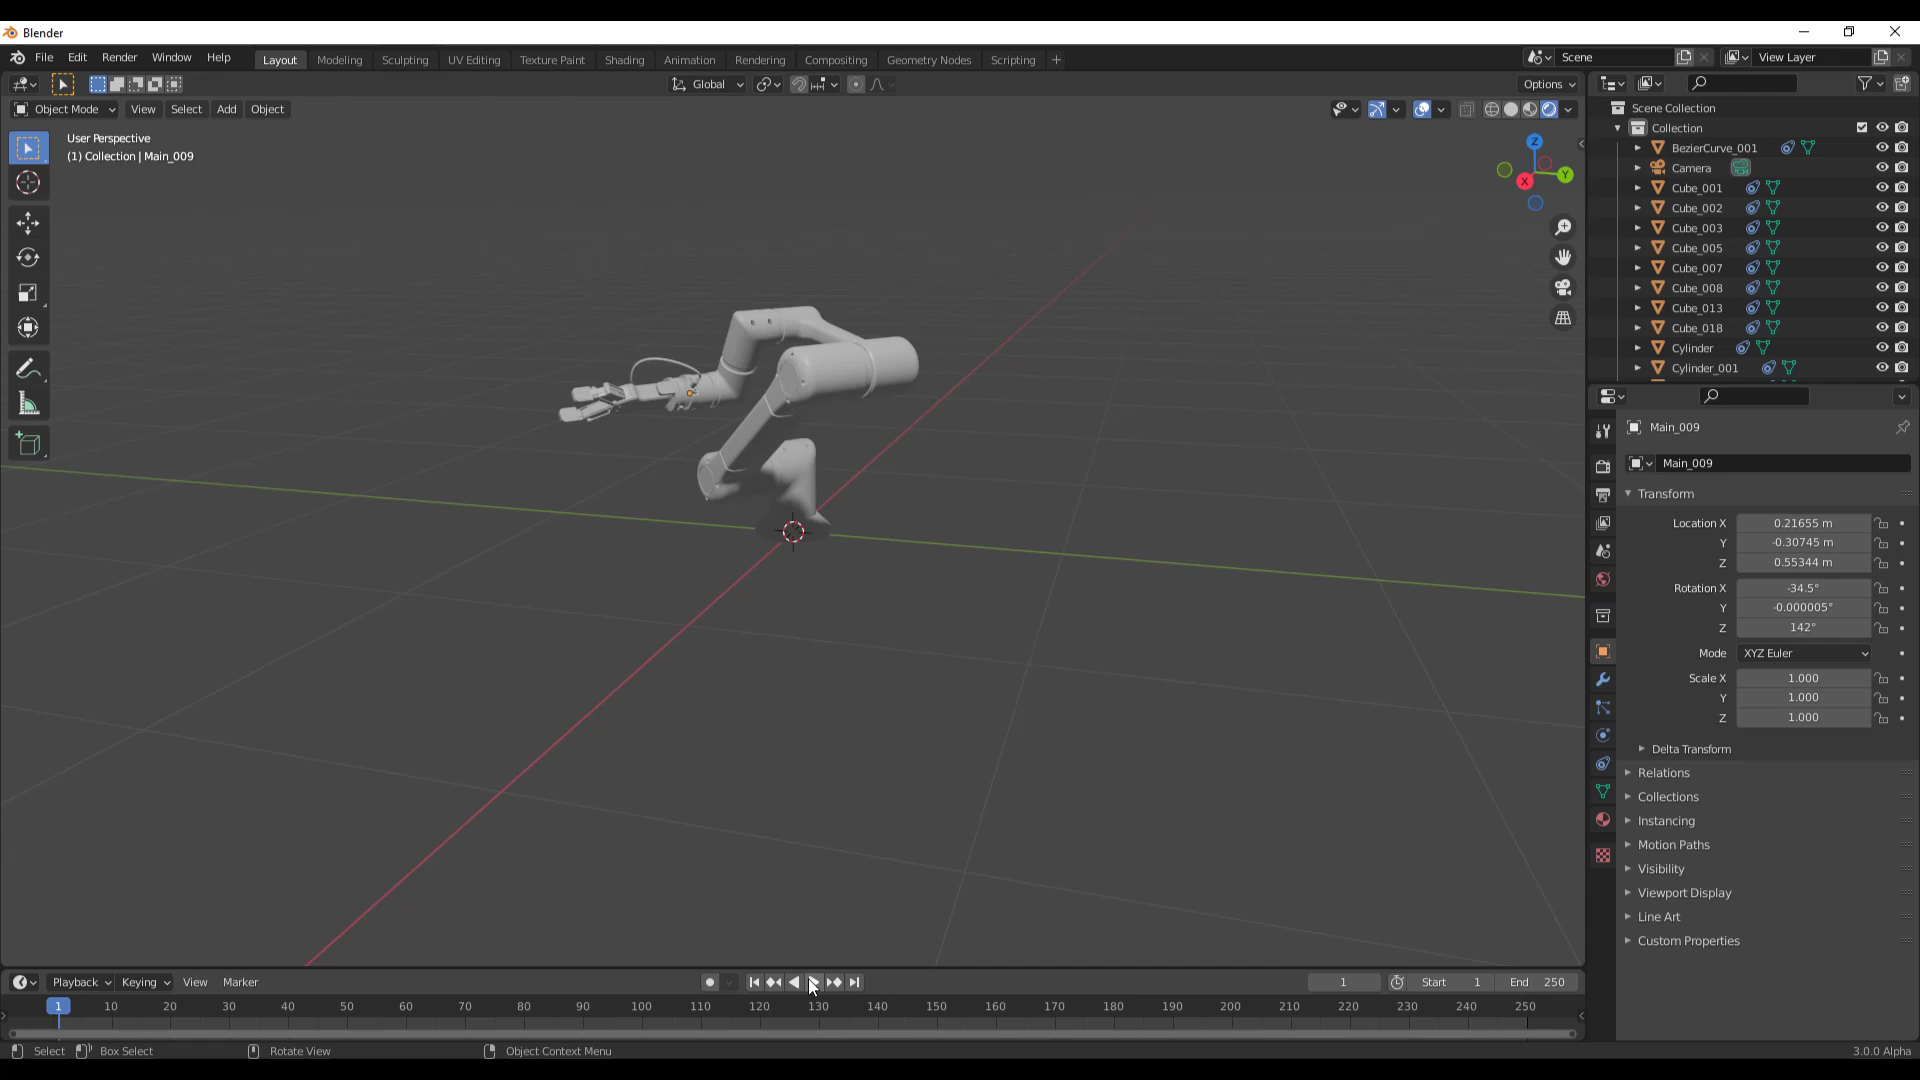 Blender
File Edit Render Window Help Layout Modeling Sculpting UV Editing Texture Paint Shading Animation Rendering Compositing Geometry Nodes Scripting + Scene View Layer
Global Options
Object Mode View Select Add Object
User Perspective
(1) Collection | Main_009
Z
Y
X
Scene Collection
Collection
BezierCurve_001
Camera
Cube_001
Cube_002
Cube_003
Cube_005
Cube_007
Cube_008
Cube_013
Cube_018
Cylinder
Cylinder_001
Main_009
Main_009
Transform
Location X 0.21655 m
Y -0.30745 m
Z 0.55344 m
Rotation X -34.5°
Y -0.000005°
Z 142°
Mode XYZ Euler
Scale X 1.000
Y 1.000
Z 1.000
Delta Transform
Relations
Collections
Instancing
Motion Paths
Visibility
Viewport Display
Line Art
Custom Properties
Playback Keying View Marker 1 Start 1 End 250
1 10 20 30 40 50 60 70 80 90 100 110 120 130 140 150 160 170 180 190 200 210 220 230 240 250
Select Box Select Rotate View Object Context Menu 3.0.0 Alpha